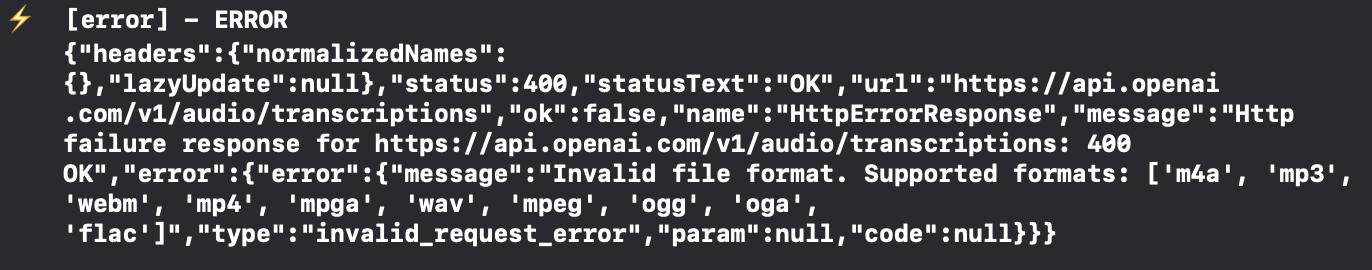 ⚡ [error] - ERROR
{"headers":{"normalizedNames":
{},"lazyUpdate":null},"status":400,"statusText":"OK","url":"https://api.openai
.com/v1/audio/transcriptions","ok":false,"name":"HttpErrorResponse","message":"Http
failure response for https://api.openai.com/v1/audio/transcriptions: 400
OK","error":{"error":{"message":"Invalid file format. Supported formats: ['m4a', 'mp3',
'webm', 'mp4', 'mpga', 'wav', 'mpeg', 'ogg', 'oga',
'flac']","type":"invalid_request_error","param":null,"code":null}}}